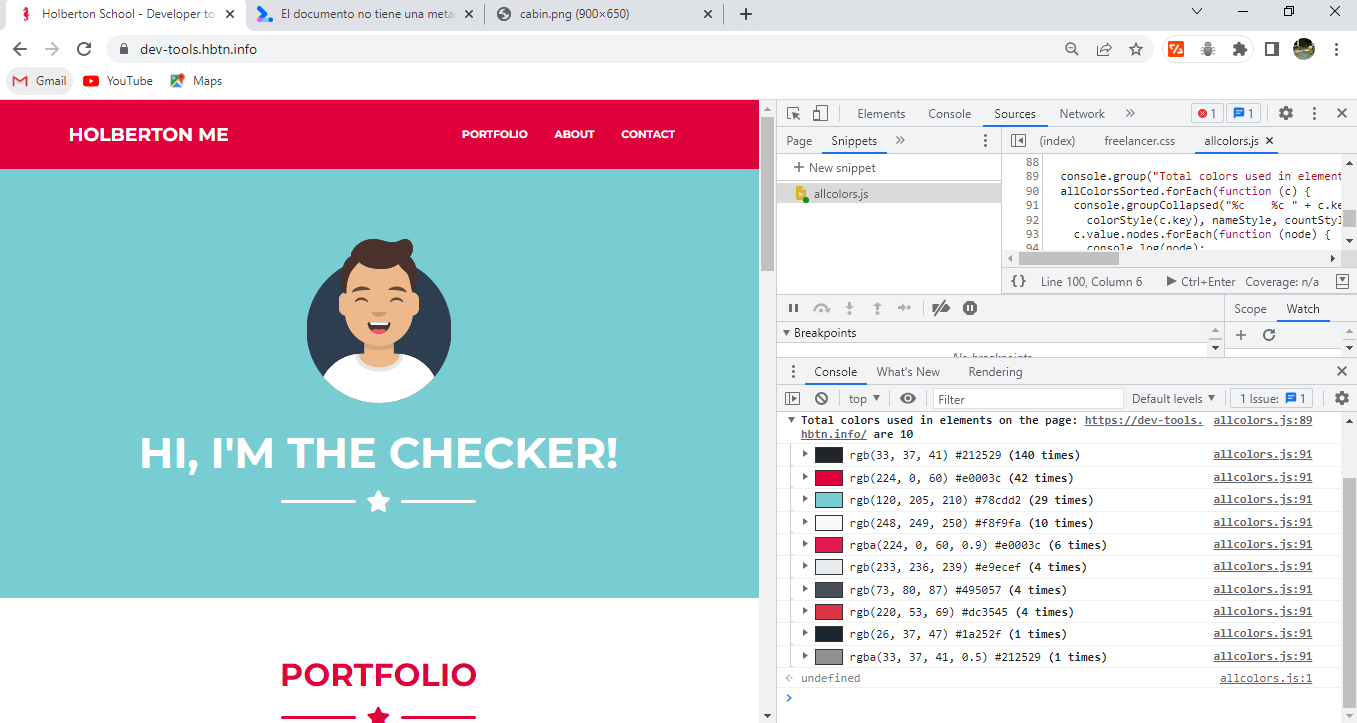 Holberton School - Developer to
El documento no tiene una meta
cabin.png (900×650)
dev-tools.hbtn.info
Gmail
YouTube
Maps
HOLBERTON ME
PORTFOLIO
ABOUT
CONTACT
HI, I'M THE CHECKER!
PORTFOLIO
Elements
Console
Sources
Network
1
1
Page
Snippets
(index)
freelancer.css
allcolors.js
New snippet
allcolors.js
88
89 console.group("Total colors used in element
90 allColorsSorted.forEach(function (c) {
91 console.groupCollapsed("%c %c " + c.ke
92 colorStyle(c.key), nameStyle, countStyl
93 c.value.nodes.forEach(function (node) {
94 console.log(node);
{} Line 100, Column 6
Ctrl+Enter
Coverage: n/a
Scope
Watch
Breakpoints
No breakpoints
Console
What's New
Rendering
top
Filter
Default levels
1 Issue: 1
Total colors used in elements on the page: https://dev-tools. allcolors.js:89
hbtn.info/ are 10
rgb(33, 37, 41) #212529 (140 times) allcolors.js:91
rgb(224, 0, 60) #e0003c (42 times) allcolors.js:91
rgb(120, 205, 210) #78cdd2 (29 times) allcolors.js:91
rgb(248, 249, 250) #f8f9fa (10 times) allcolors.js:91
rgba(224, 0, 60, 0.9) #e0003c (6 times) allcolors.js:91
rgb(233, 236, 239) #e9ecef (4 times) allcolors.js:91
rgb(73, 80, 87) #495057 (4 times) allcolors.js:91
rgb(220, 53, 69) #dc3545 (4 times) allcolors.js:91
rgb(26, 37, 47) #1a252f (1 times) allcolors.js:91
rgba(33, 37, 41, 0.5) #212529 (1 times) allcolors.js:91
undefined allcolors.js:1